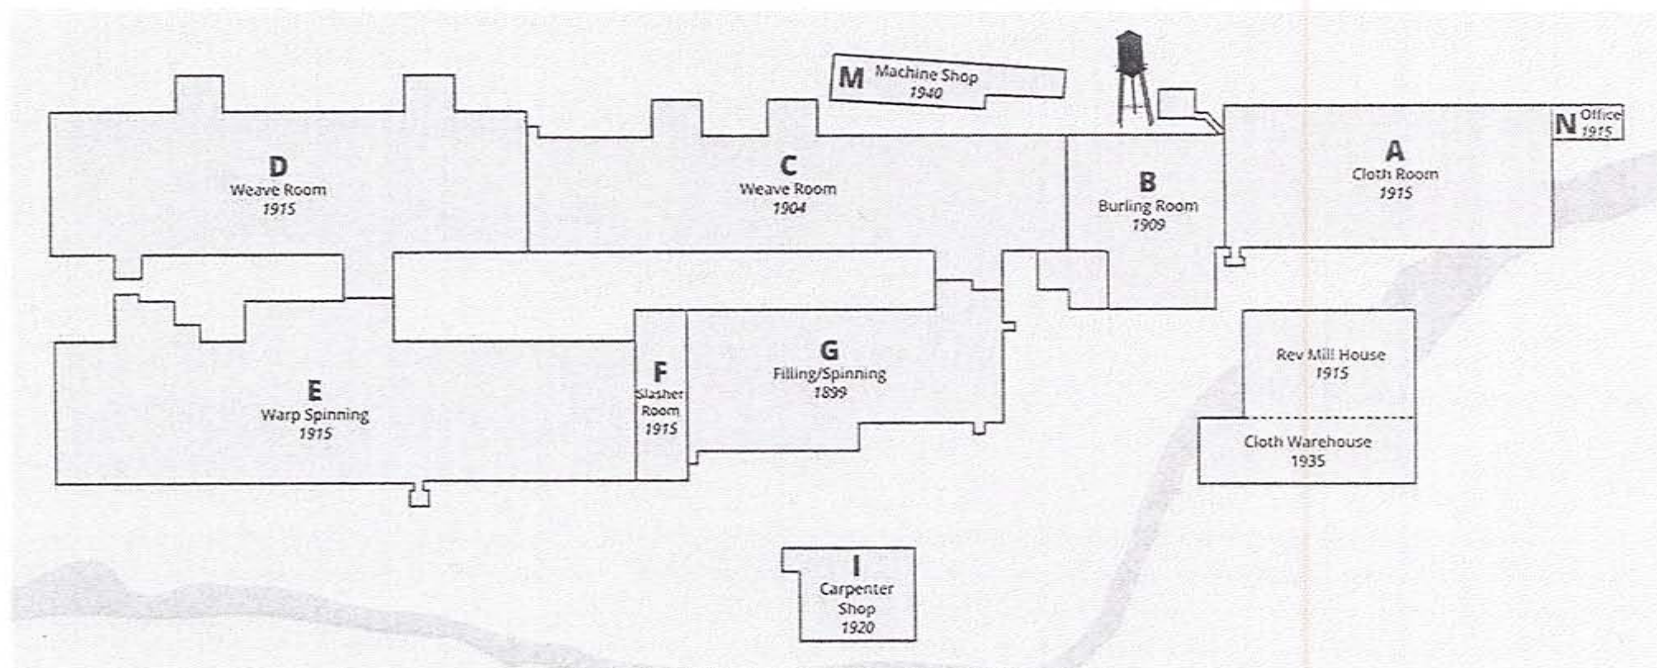 M Machine Shop
1940
N Office
1915
D
Weave Room
1915
C
Weave Room
1904
B
Burling Room
1909
A
Cloth Room
1915
E
Warp Spinning
1915
F
Slasher
Room
1915
G
Filling/Spinning
1899
Rev Mill House
1915
Cloth Warehouse
1935
I
Carpenter
Shop
1920